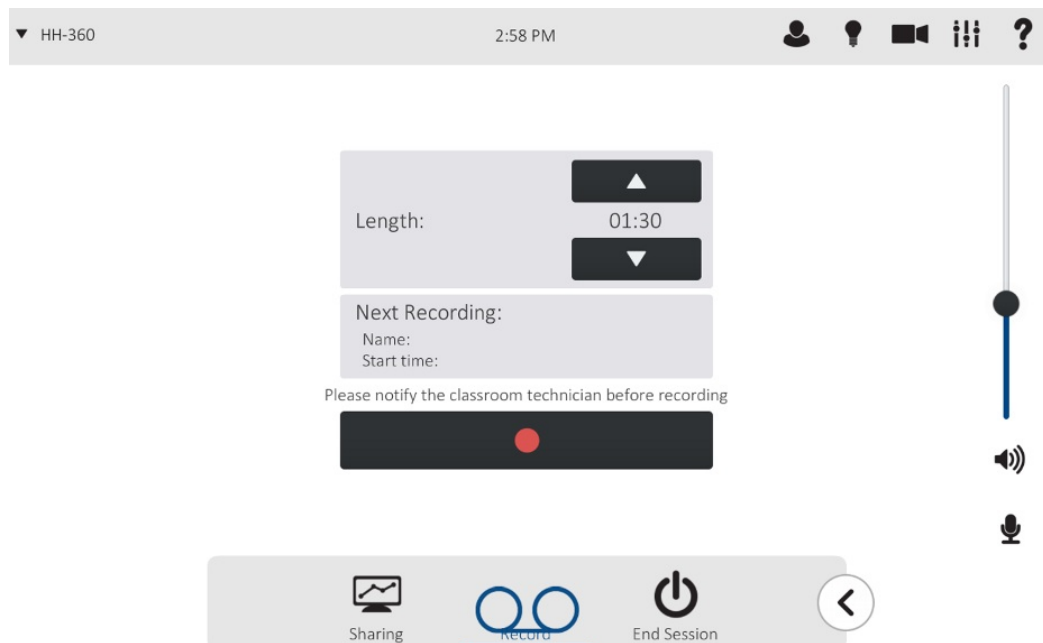 HH-360
2:58 PM
?
Length:
01:30
Next Recording:
Name:
Start time:
Please notify the classroom technician before recording
Sharing
Record
End Session